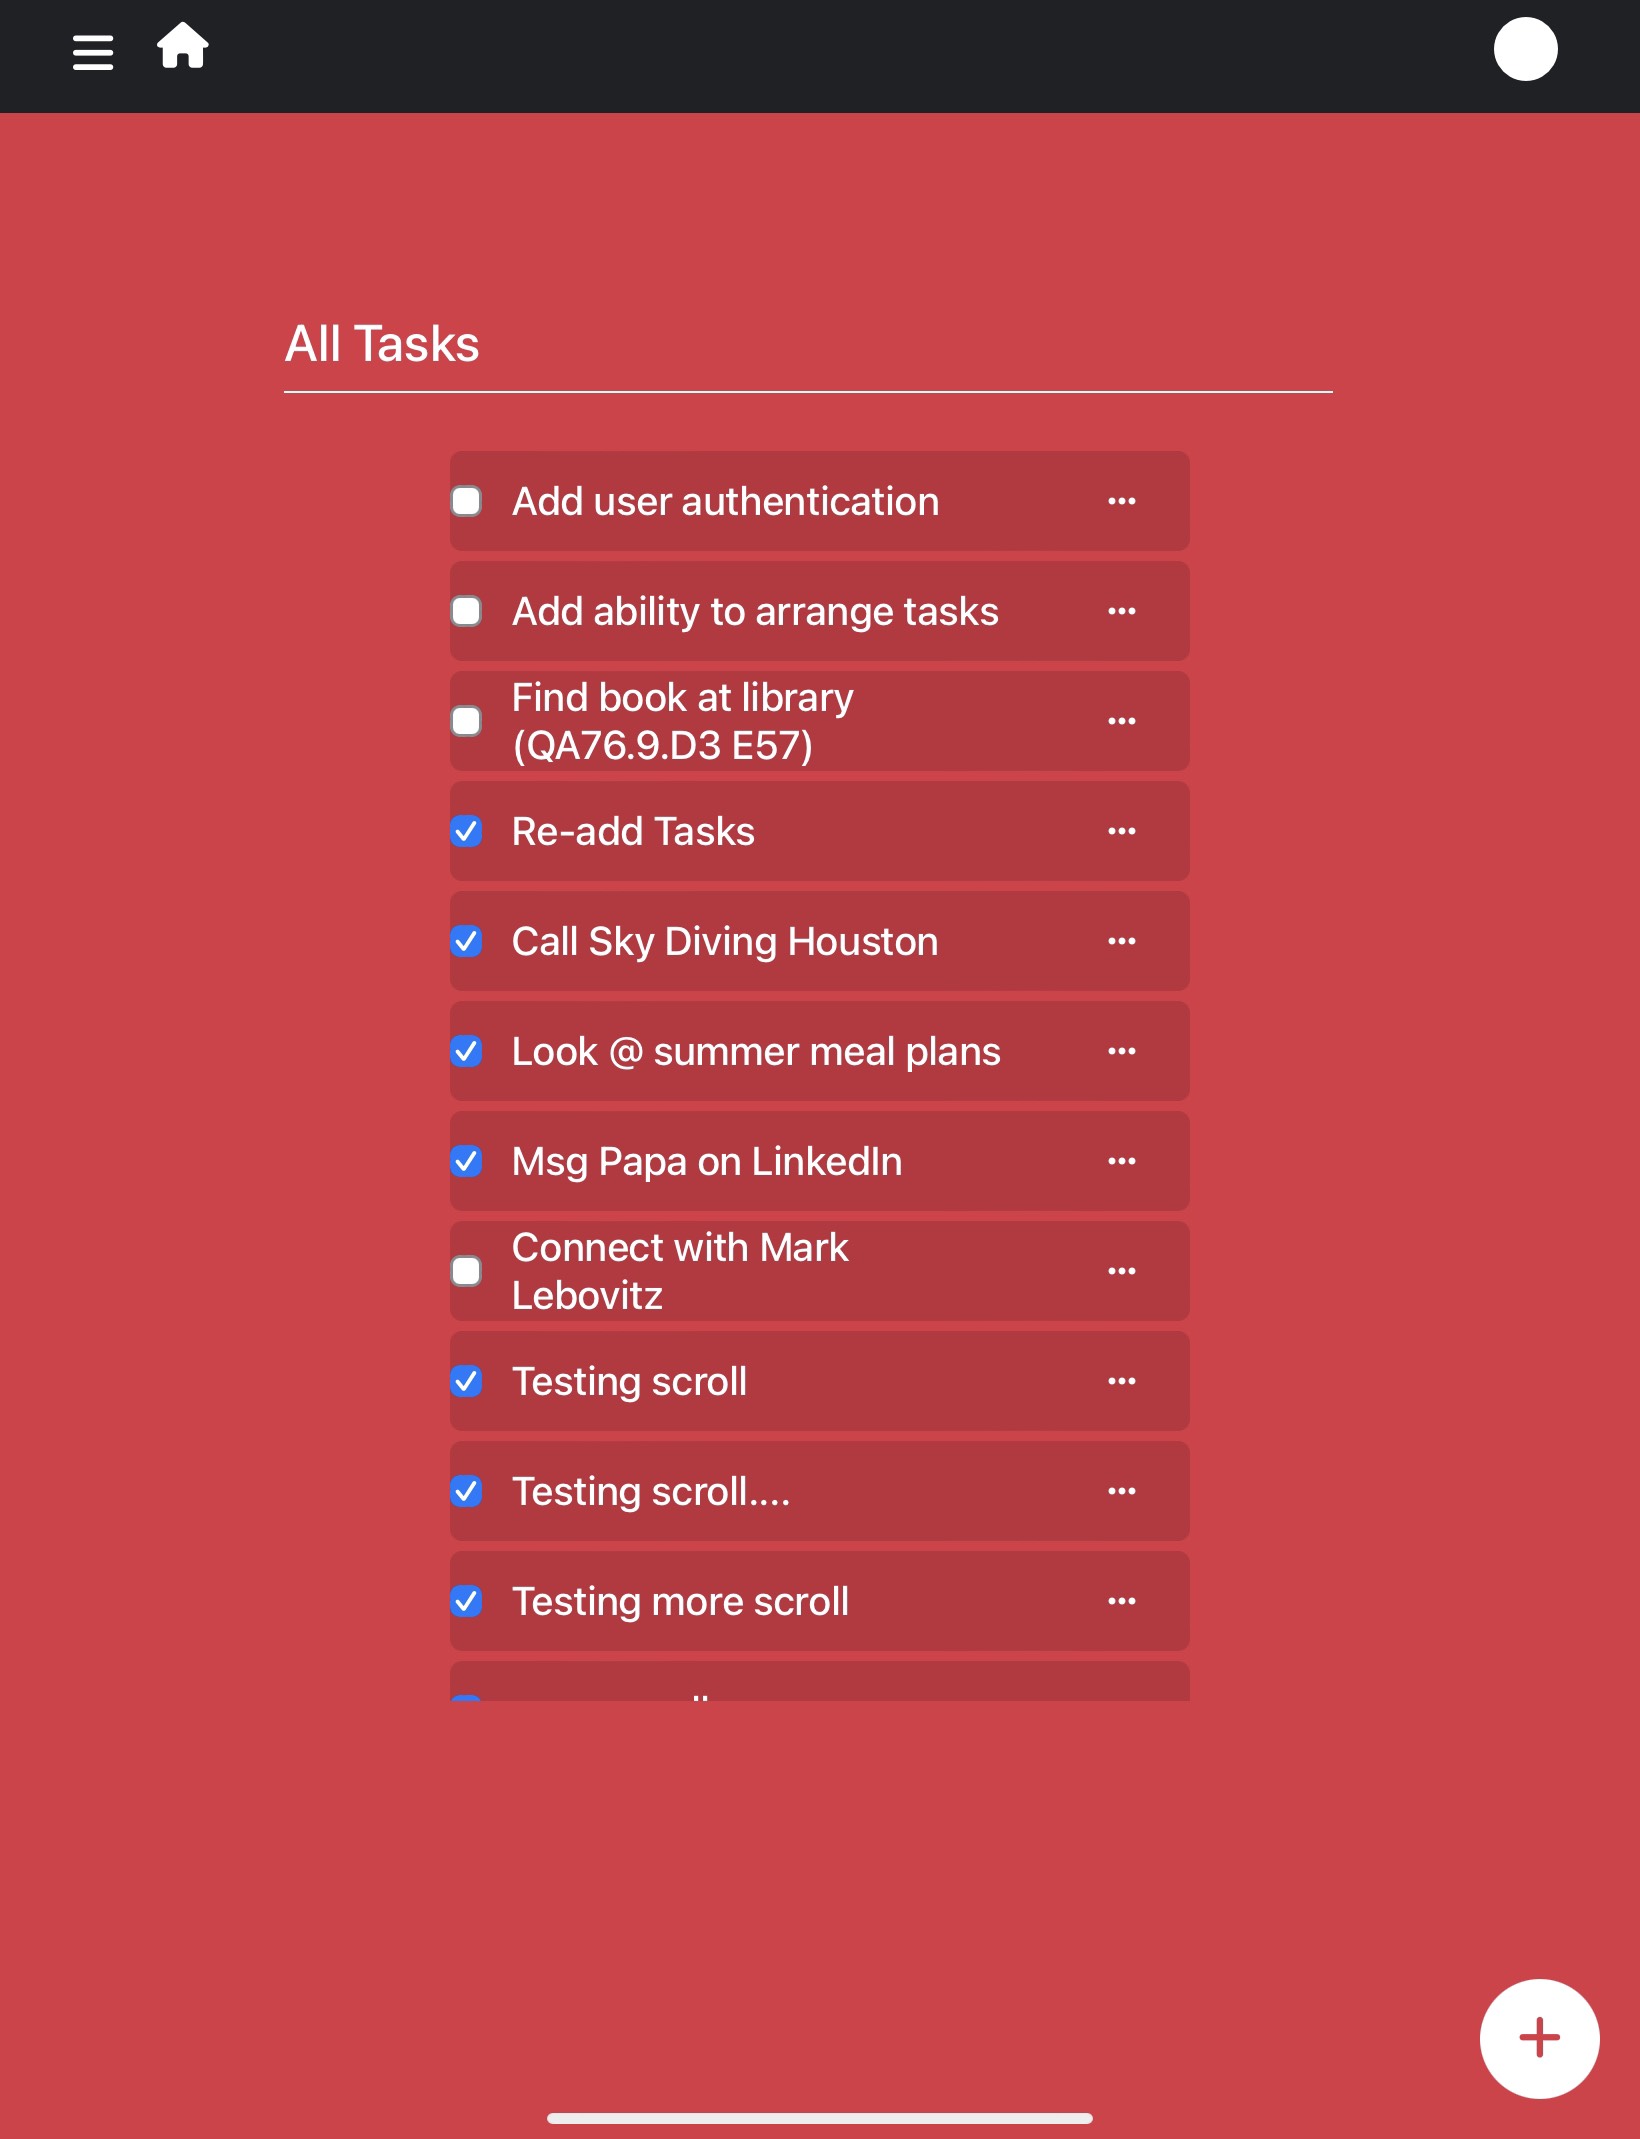 All Tasks
Add user authentication
Add ability to arrange tasks
Find book at library
(QA76.9.D3 E57)
Re-add Tasks
Call Sky Diving Houston
Look @ summer meal plans
Msg Papa on LinkedIn
Connect with Mark
Lebovitz
Testing scroll
Testing scroll....
Testing more scroll